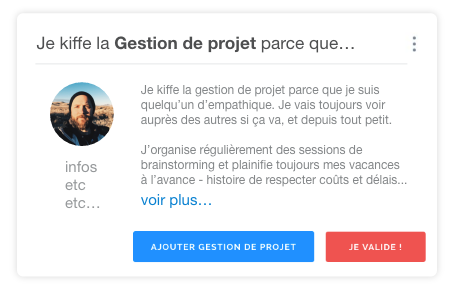 Je kiffe la Gestion de projet parce que…
Je kiffe la gestion de projet parce que je suis
quelqu'un d'empathique. Je vais toujours voir
auprès des autres si ça va, et depuis tout petit.
J'organise régulièrement des sessions de
brainstorming et plainifie toujours mes vacances
à l'avance - histoire de respecter coûts et délais...
voir plus…
infos
etc
etc…
AJOUTER GESTION DE PROJET
JE VALIDE !